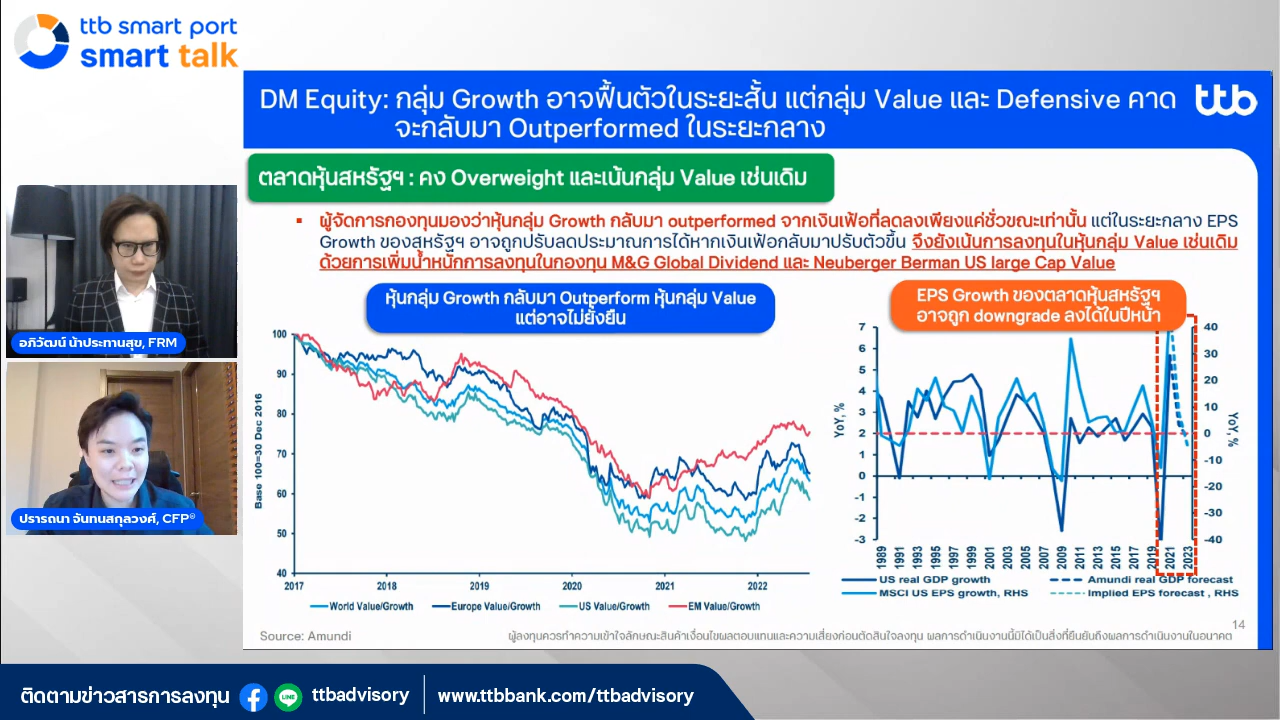 ttb smart port
smart talk
DM Equity: กลุ่ม Growth อาจฟื้นตัวในระยะสั้น แต่กลุ่ม Value และ Defensive คาด
จะกลับมา Outperformed ในระยะกลาง
ttb
ตลาดหุ้นสหรัฐฯ : คง Overweight และเน้นกลุ่ม Value เช่นเดิม
▪ ผู้จัดการกองทุนมองว่าหุ้นกลุ่ม Growth กลับมา outperformed จากเงินเฟ้อที่ลดลงเพียงแค่ชั่วขณะเท่านั้น แต่ในระยะกลาง EPS
Growth ของสหรัฐฯ อาจถูกปรับลดประมาณการได้หากเงินเฟ้อกลับมาปรับตัวขึ้น จึงยังเน้นการลงทุนในหุ้นกลุ่ม Value เช่นเดิม
ด้วยการเพิ่มน้ำหนักการลงทุนในกองทุน M&G Global Dividend และ Neuberger Berman US large Cap Value
หุ้นกลุ่ม Growth กลับมา Outperform หุ้นกลุ่ม Value
แต่อาจไม่ยั่งยืน
Base 100=30 Dec 2016
100
90
80
70
60
50
40
2017 2018 2019 2020 2021 2022
World Value/Growth Europe Value/Growth US Value/Growth EM Value/Growth
EPS Growth ของตลาดหุ้นสหรัฐฯ
อาจถูก downgrade ลงได้ในปีหน้า
YoY, %
7
6
5
4
3
2
1
0
-1
-2
-3
40
30
20
10
0
-10
-20
-30
-40
YoY, %
1989 1991 1993 1995 1997 1999 2001 2003 2005 2007 2009 2011 2013 2015 2017 2019 2021 2023
US real GDP growth Amundi real GDP forecast
MSCI US EPS growth, RHS Implied EPS forecast , RHS
14
Source: Amundi
ผู้ลงทุนควรทำความเข้าใจลักษณะสินค้าเงื่อนไขผลตอบแทนและความเสี่ยงก่อนตัดสินใจลงทุน ผลการดำเนินงานนี้มิได้เป็นสิ่งที่ยืนยันถึงผลการดำเนินงานในอนาคต
อภิวัฒน์ น้าประทานสุข, FRM
ปรารถนา จันทนสกุลวงศ์, CFP®
ติดตามข่าวสารการลงทุน
LINE
ttbadvisory
www.ttbbank.com/ttbadvisory